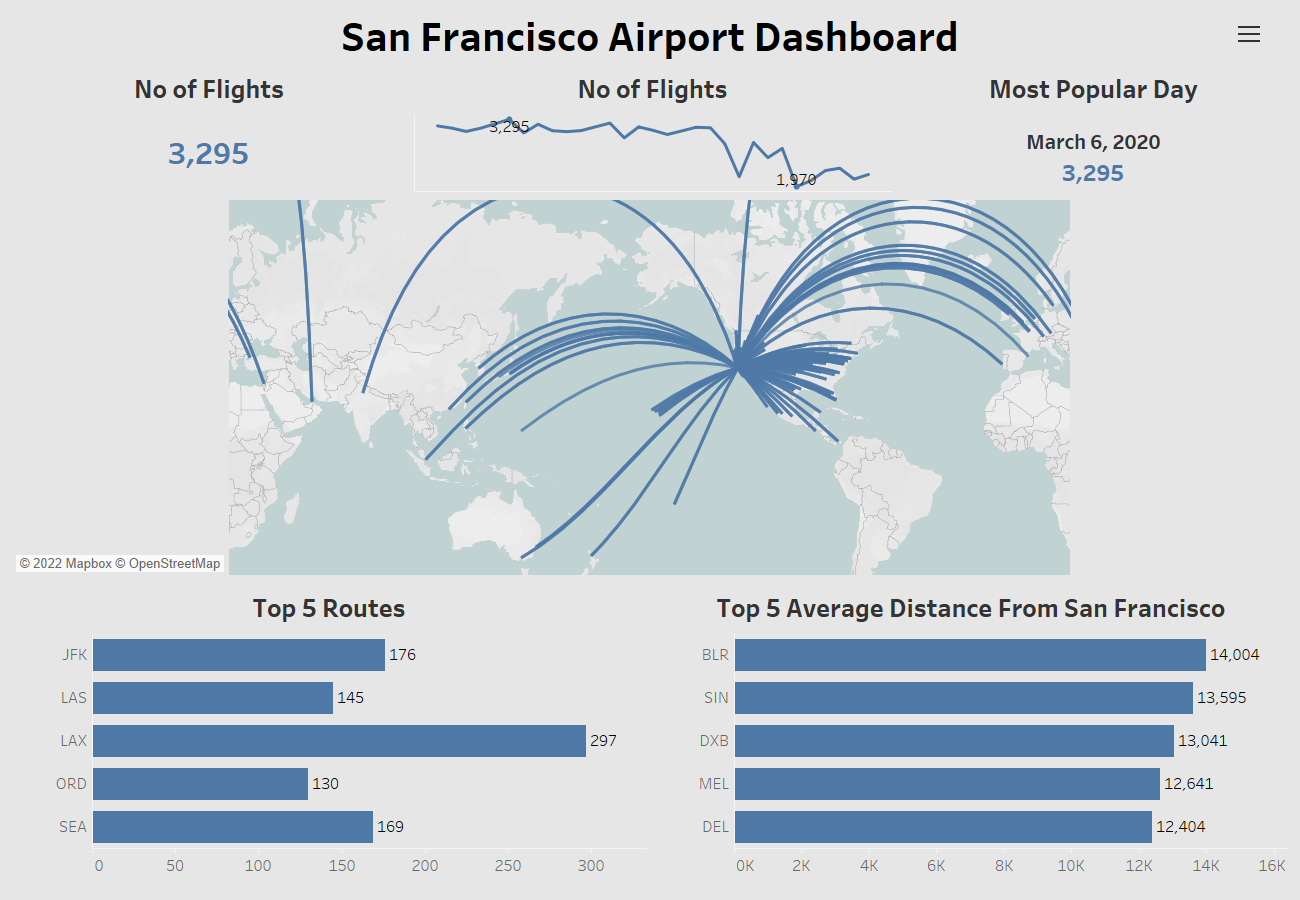 San Francisco Airport Dashboard
No of Flights
No of Flights
Most Popular Day
3,295
3,295
1,970
March 6, 2020
3,295
© 2022 Mapbox © OpenStreetMap
Top 5 Routes
JFK 176
LAS 145
LAX 297
ORD 130
SEA 169
0 50 100 150 200 250 300
Top 5 Average Distance From San Francisco
BLR 14,004
SIN 13,595
DXB 13,041
MEL 12,641
DEL 12,404
0K 2K 4K 6K 8K 10K 12K 14K 16K